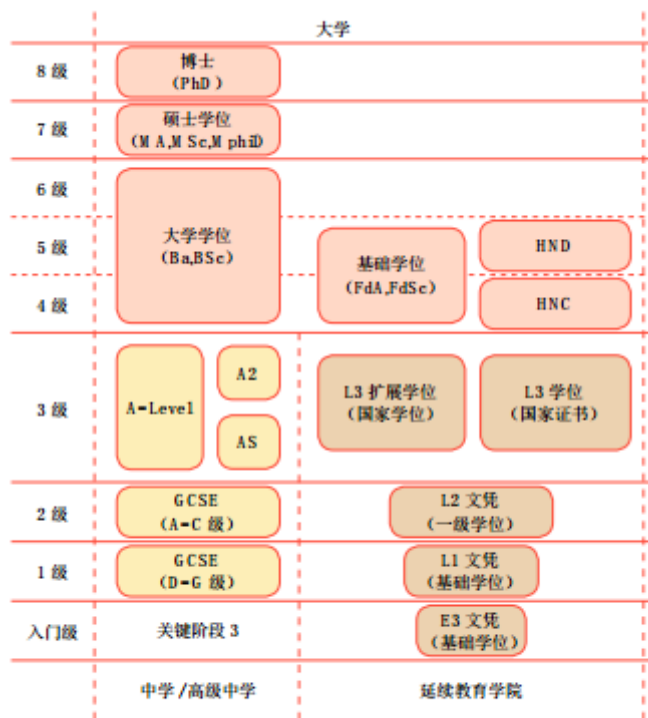 大学
8 级
博士
(PhD )
7 级
硕士学位
(M A,M Sc,M phil)
6 级
大学学位
(Ba,BSc)
5 级
基础学位
(FdA,FdSc)
HND
4 级
HNC
3 级
A=Level
A2
AS
L3 扩展学位
(国家学位)
L3 学位
(国家证书)
2 级
GCSE
(A=C 级)
L2 文凭
(一级学位)
1 级
GCSE
(D=G 级)
L1 文凭
(基础学位)
入门级
关键阶段 3
E3 文凭
(基础学位)
中学 /高级中学
延续教育学院